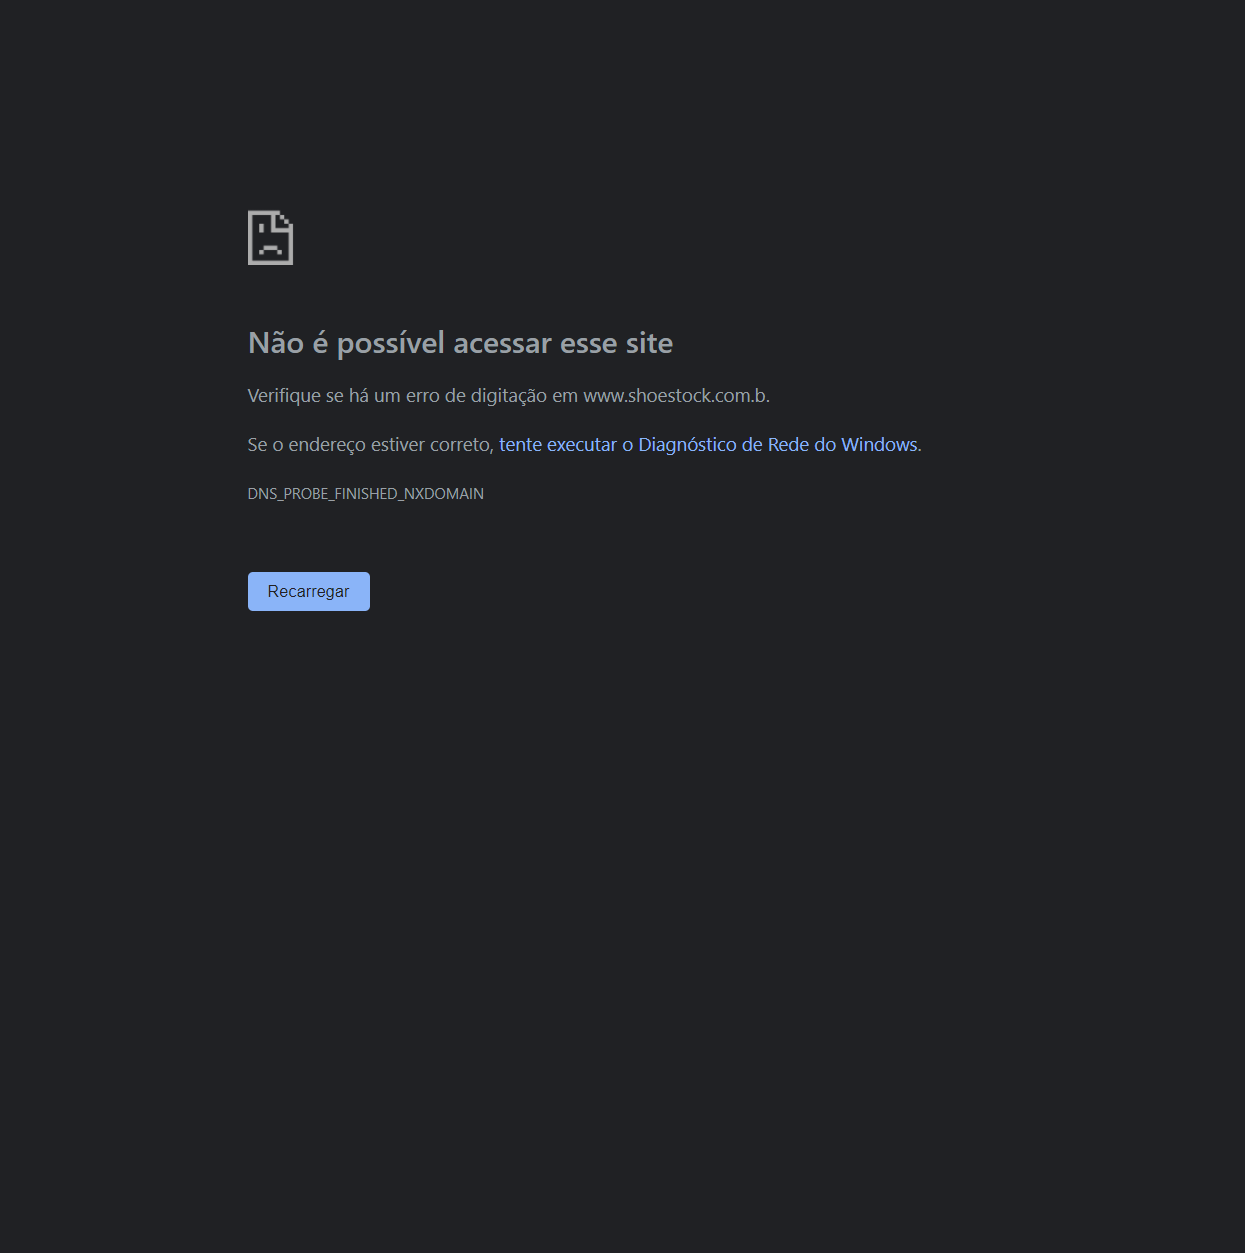 Não é possível acessar esse site
Verifique se há um erro de digitação em www.shoestock.com.b.
Se o endereço estiver correto, tente executar o Diagnóstico de Rede do Windows.
DNS_PROBE_FINISHED_NXDOMAIN
Recarregar